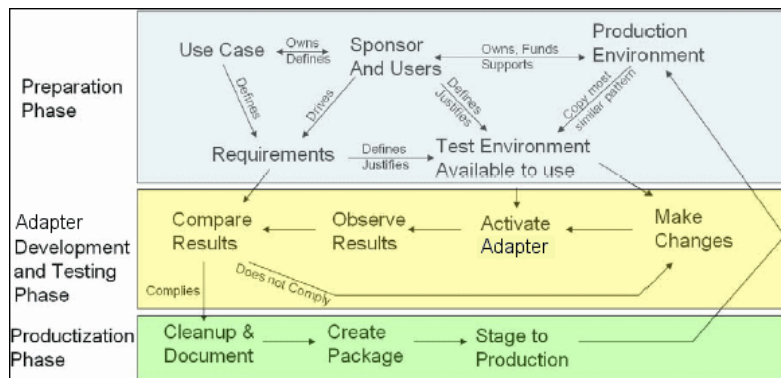 Preparation
Phase
Use Case
Owns
Defines
Sponsor
And Users
Owns, Funds
Supports
Production
Environment
Defines
Drives
Defines
Justifies
Copy most
similar pattern
Requirements
Defines
Justifies
Test Environment
Available to use
Adapter
Development
and Testing
Phase
Compare
Results
Observe
Results
Activate
Adapter
Make
Changes
Does not Comply
Complies
Productization
Phase
Cleanup &
Document
Create
Package
Stage to
Production